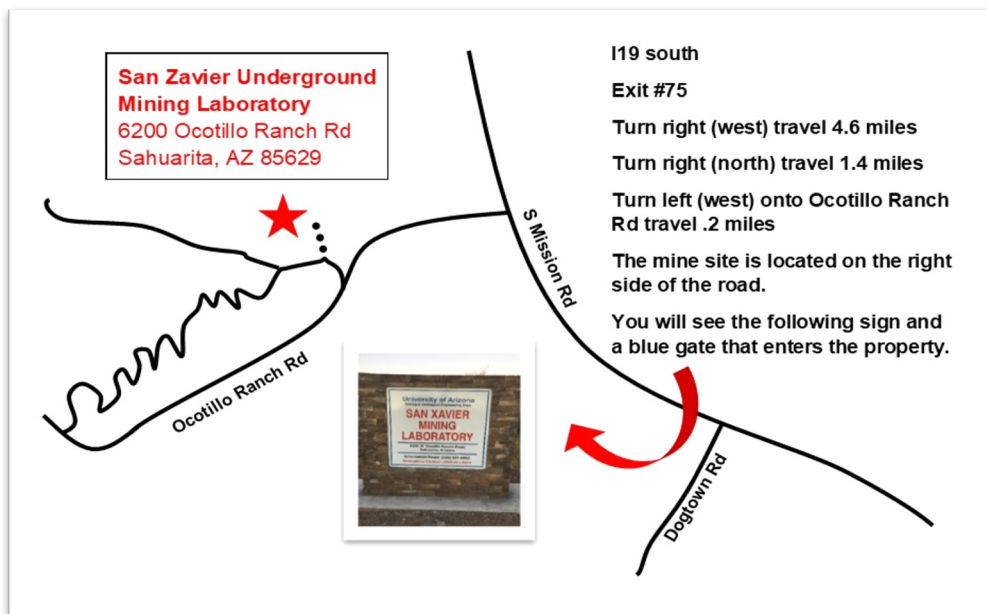 San Zavier Underground
Mining Laboratory
6200 Ocotillo Ranch Rd
Sahuarita, AZ 85629
I19 south
Exit #75
Turn right (west) travel 4.6 miles
Turn right (north) travel 1.4 miles
Turn left (west) onto Ocotillo Ranch
Rd travel .2 miles
The mine site is located on the right
side of the road.
You will see the following sign and
a blue gate that enters the property.
S Mission Rd
Ocotillo Ranch Rd
Dogtown Rd
University of Arizona
SAN XAVIER
MINING
LABORATORY